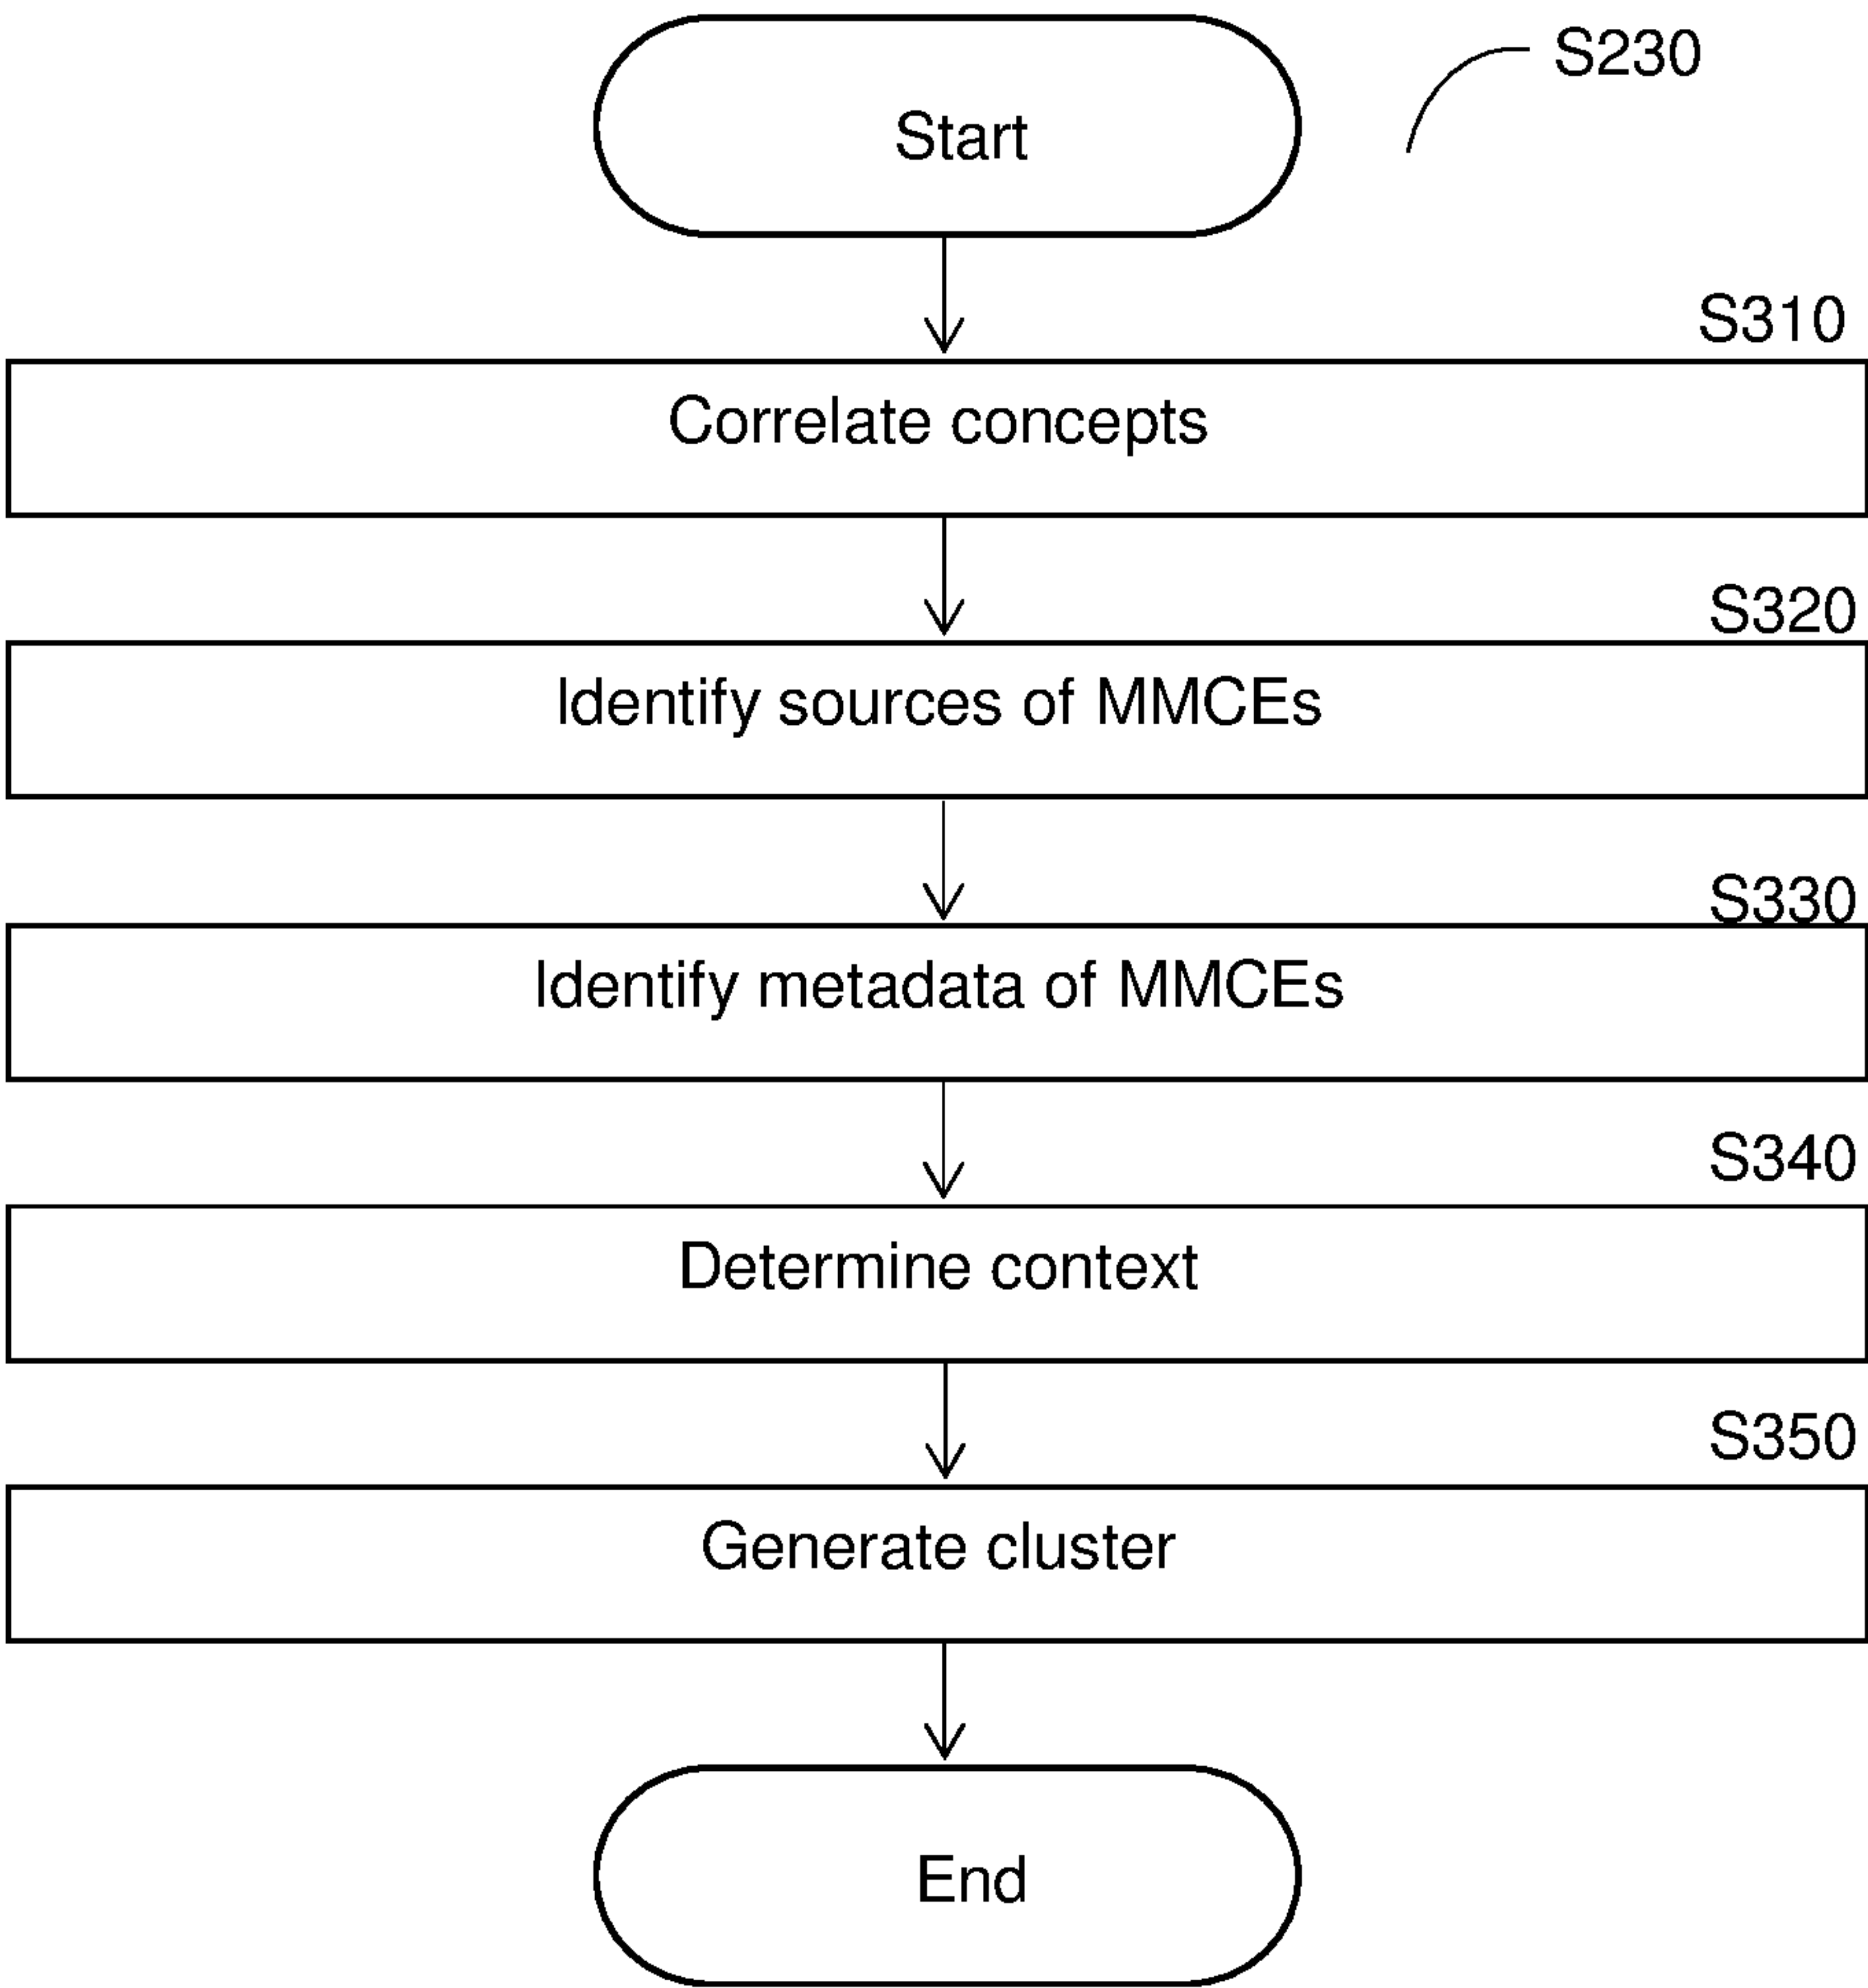 Start
S230
S310
Correlate concepts
S320
Identify sources of MMCEs
S330
Identify metadata of MMCEs
S340
Determine context
S350
Generate cluster
End